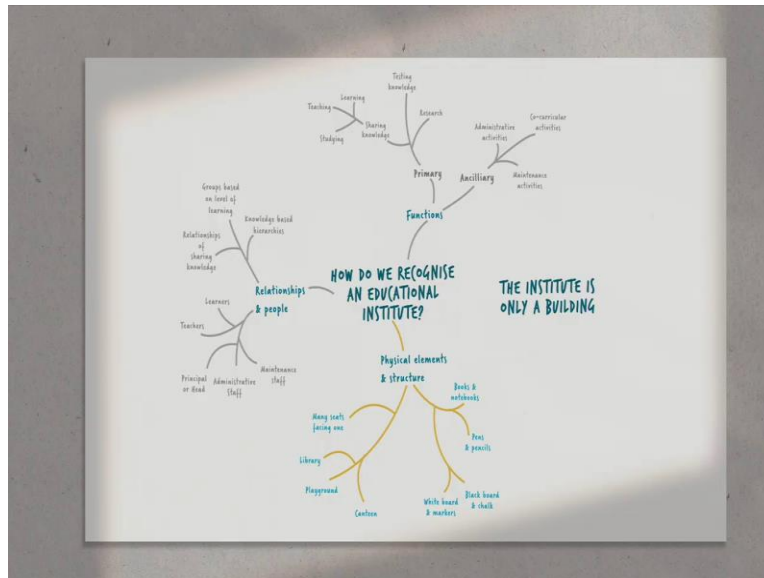 Testing
knowledge
Learning
Teaching
Sharing
knowledge
Studying
Research
Co-curricular
activities
Administrative
activities
Maintenance
activities
Primary
Ancilliary
Functions
Groups based
on level of
learning
Knowledge based
hierarchies
Relationships
of
sharing
knowledge
Relationships
& people
Learners
Teachers
Principal
or Head
Administrative
Staff
Maintenance
staff
HOW DO WE RECOGNISE
AN EDUCATIONAL
INSTITUTE?
THE INSTITUTE IS
ONLY A BUILDING
Physical elements
& structure
Many seats
facing one
Library
Playground
Canteen
Books &
notebooks
Pens
& pencils
White board
& markers
Black board
& chalk